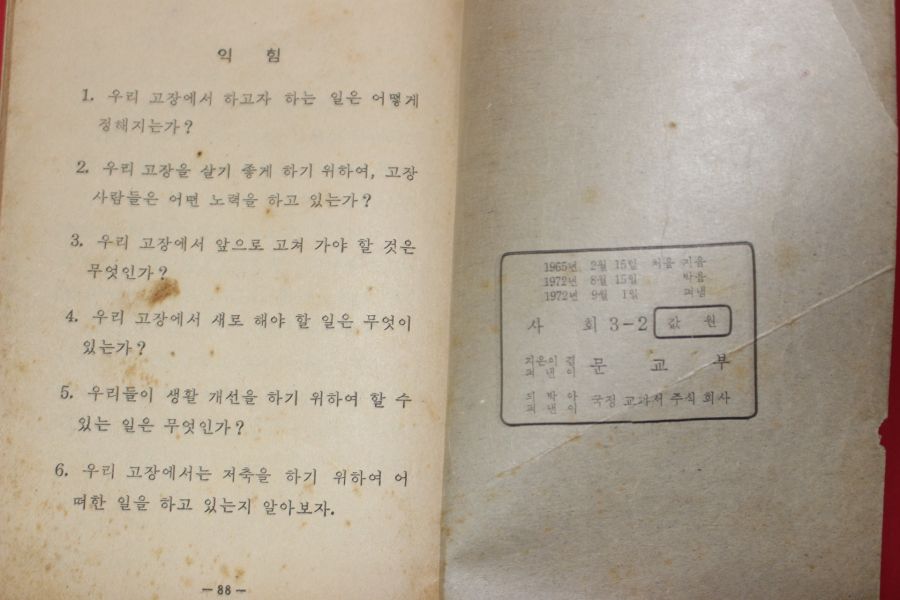 익 힘
1. 우리 고장에서 하고자 하는 일은 어떻게
정해지는가?
2. 우리 고장을 살기 좋게 하기 위하여, 고장
사람들은 어떤 노력을 하고 있는가?
3. 우리 고장에서 앞으로 고쳐 가야 할 것은
무엇인가?
4. 우리 고장에서 새로 해야 할 일은 무엇이
있는가?
5. 우리들이 생활 개선을 하기 위하여 할 수
있는 일은 무엇인가?
6. 우리 고장에서는 저축을 하기 위하여 어
떠한 일을 하고 있는지 알아보자.
— 88 —
1965년 2월 15일 처음 지음
1972년 8월 15일 박음
1972년 9월 1일 펴냄
사 회 3-2 값 원
지은이 겸
펴 낸 이 문 교 부
박 아
펴 낸 이 국정 교과서 주식 회사